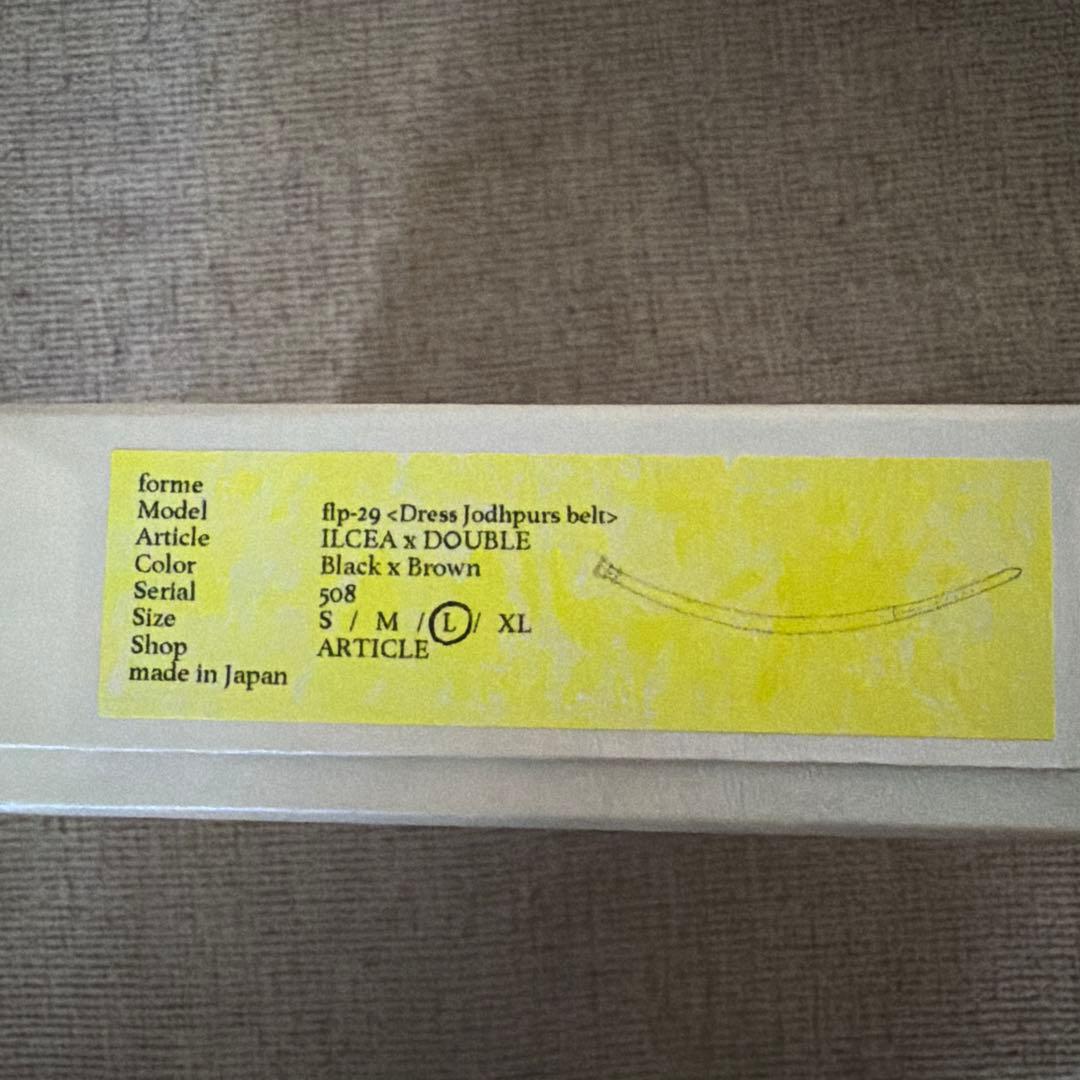 forme
Model flp-29 <Dress Jodhpurs belt>
Article ILCEA x DOUBLE
Color Black x Brown
Serial 508
Size S / M / L / XL
Shop ARTICLE
made in Japan